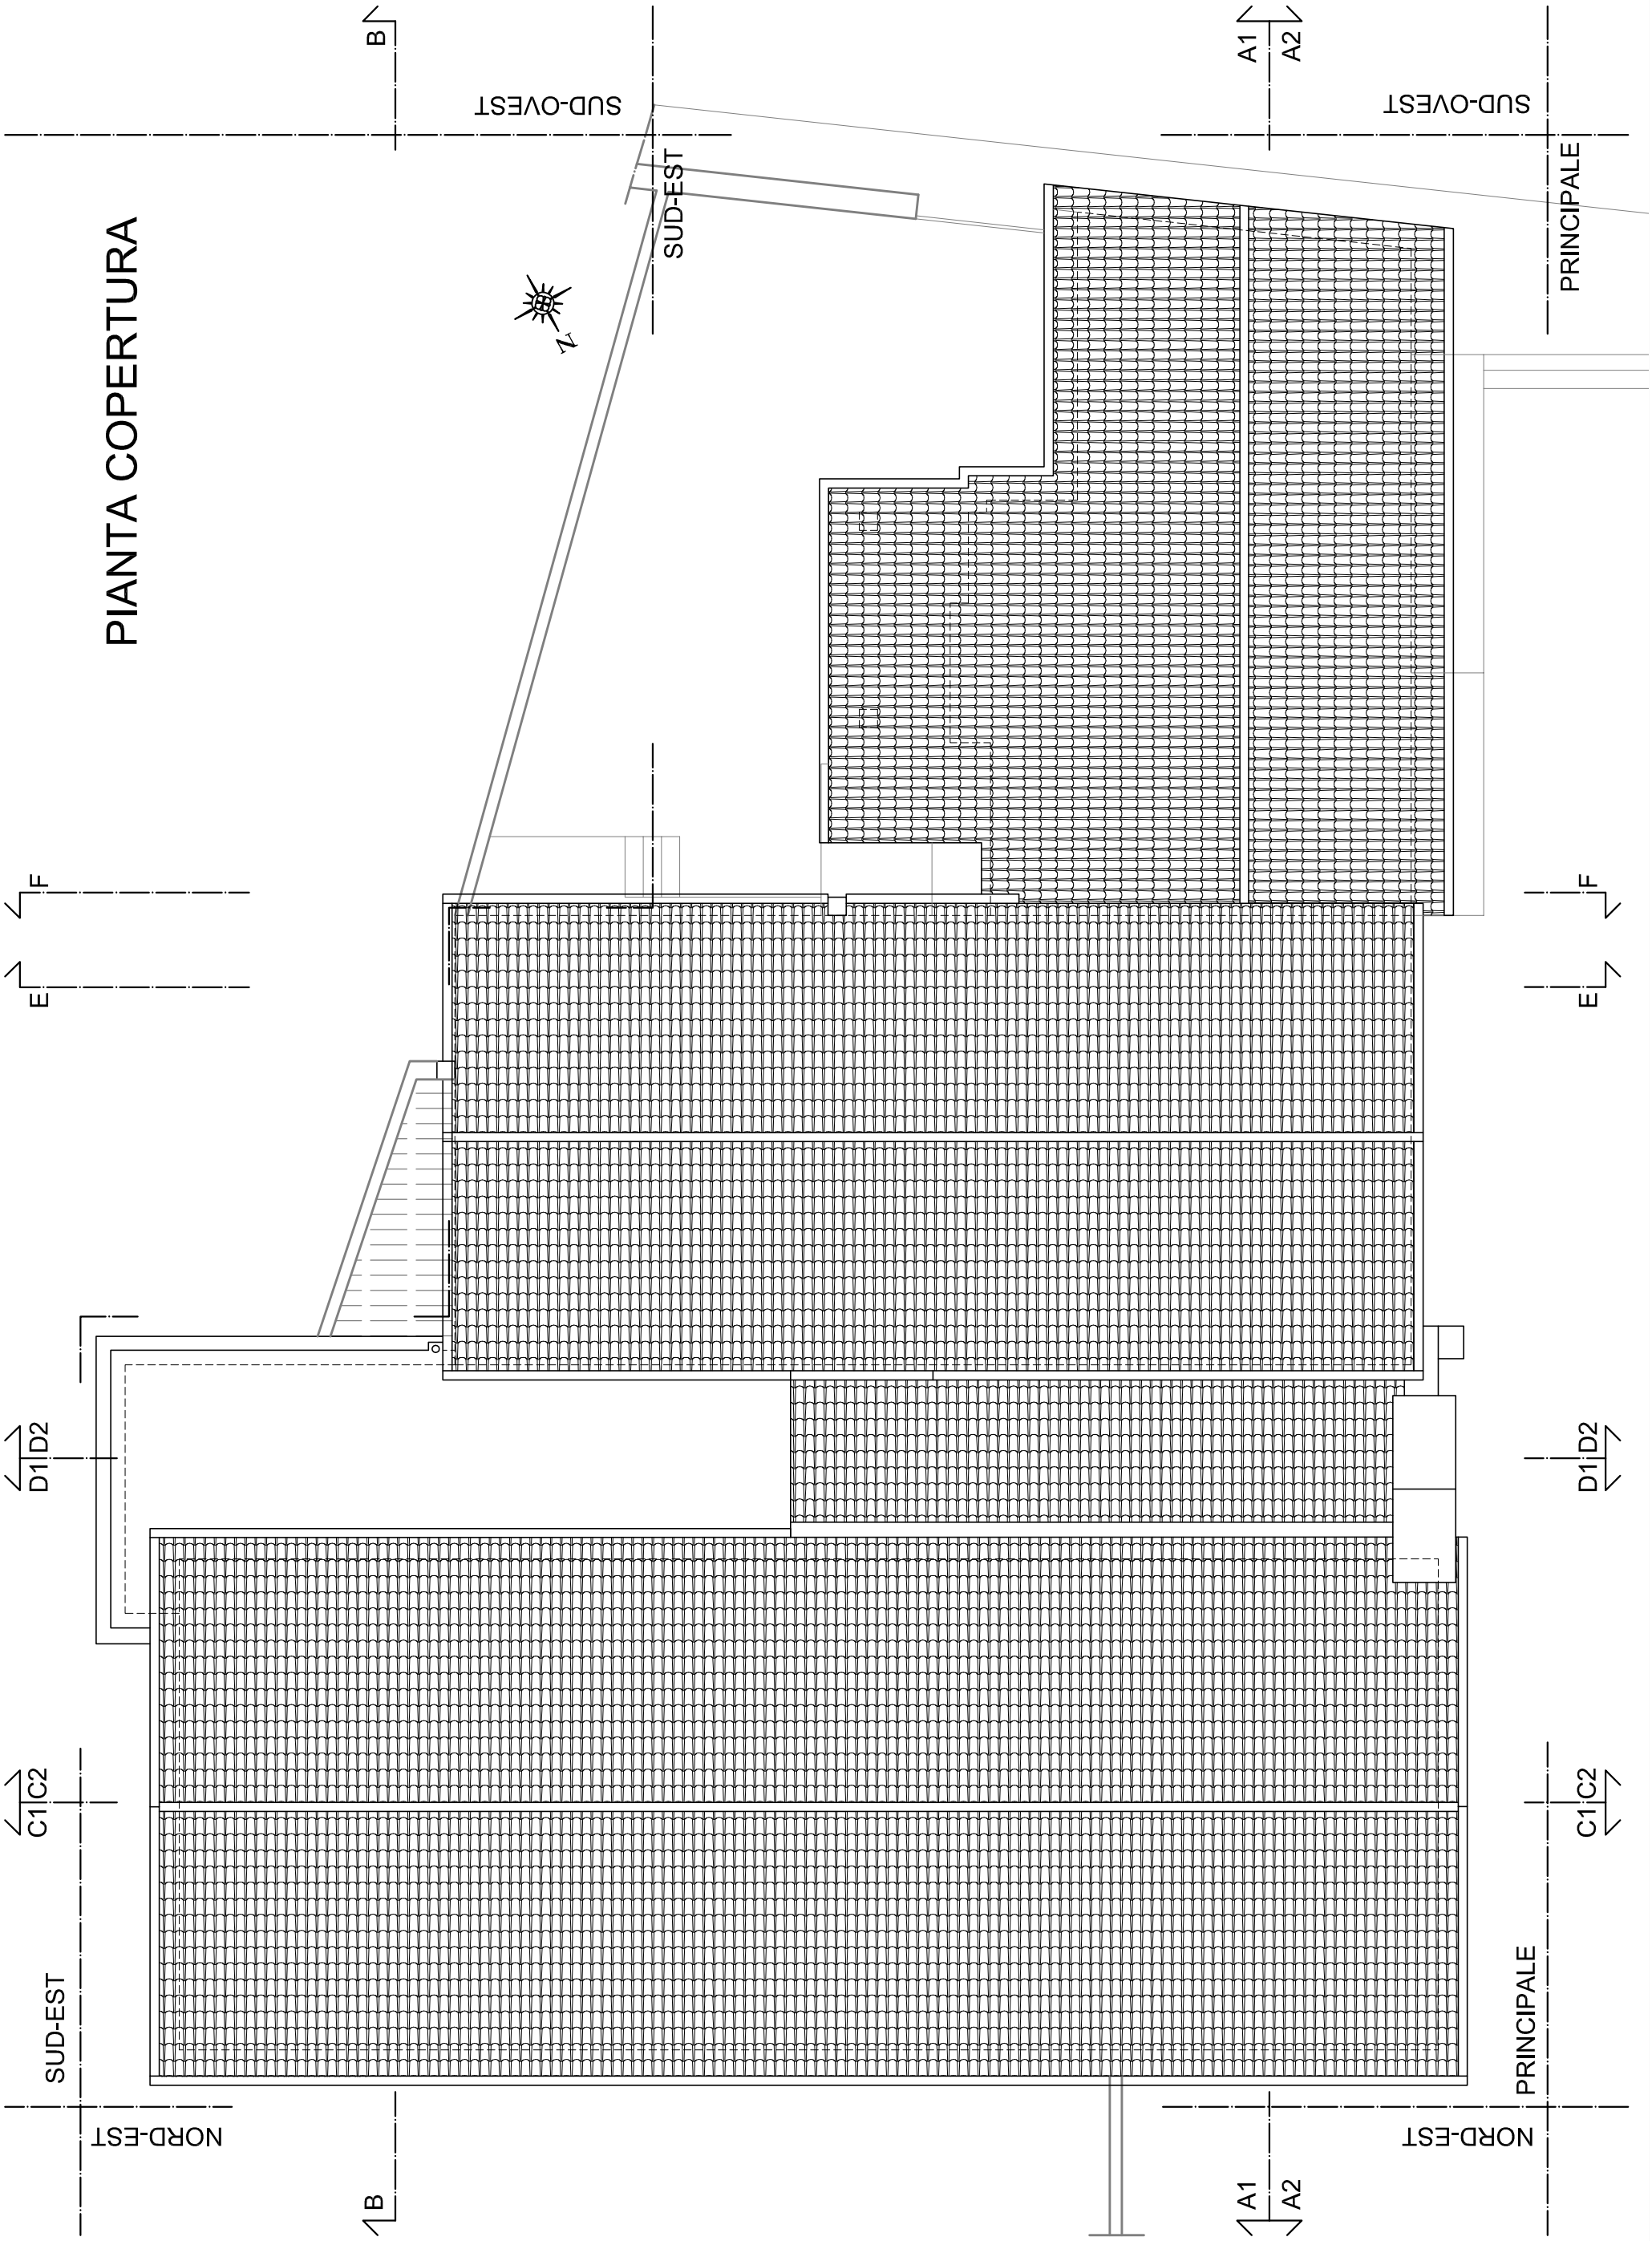 PIANTA COPERTURA
B
A1
A2
SUD-OVEST
SUD-OVEST
SUD-EST
PRINCIPALE
N
F
F
E
E
D1 D2
D1 D2
C1 C2
C1 C2
SUD-EST
PRINCIPALE
NORD-EST
NORD-EST
B
A1
A2